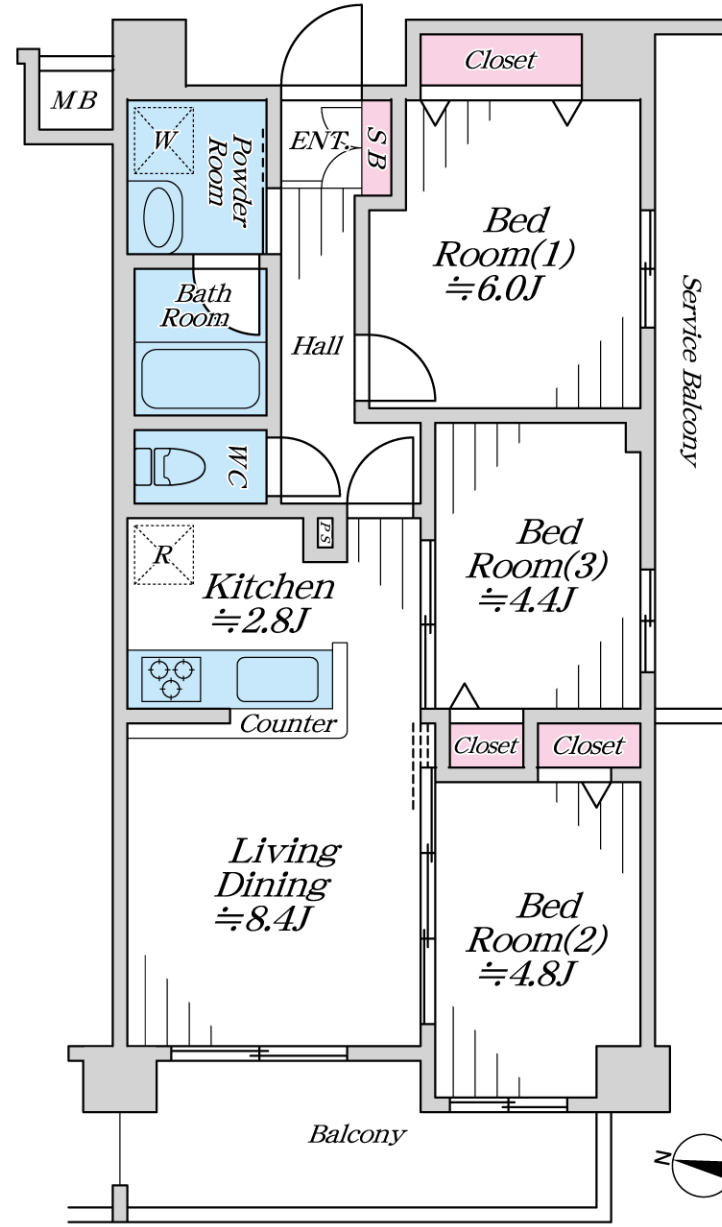 Closet
MB
W
Powder
Room
ENT.
SB
Bed
Room(1)
≒6.0J
Service Balcony
Bath
Room
Hall
WC
PS
R
Kitchen
≒2.8J
Bed
Room(3)
≒4.4J
Counter
Closet
Closet
Living
Dining
≒8.4J
Bed
Room(2)
≒4.8J
Balcony
N